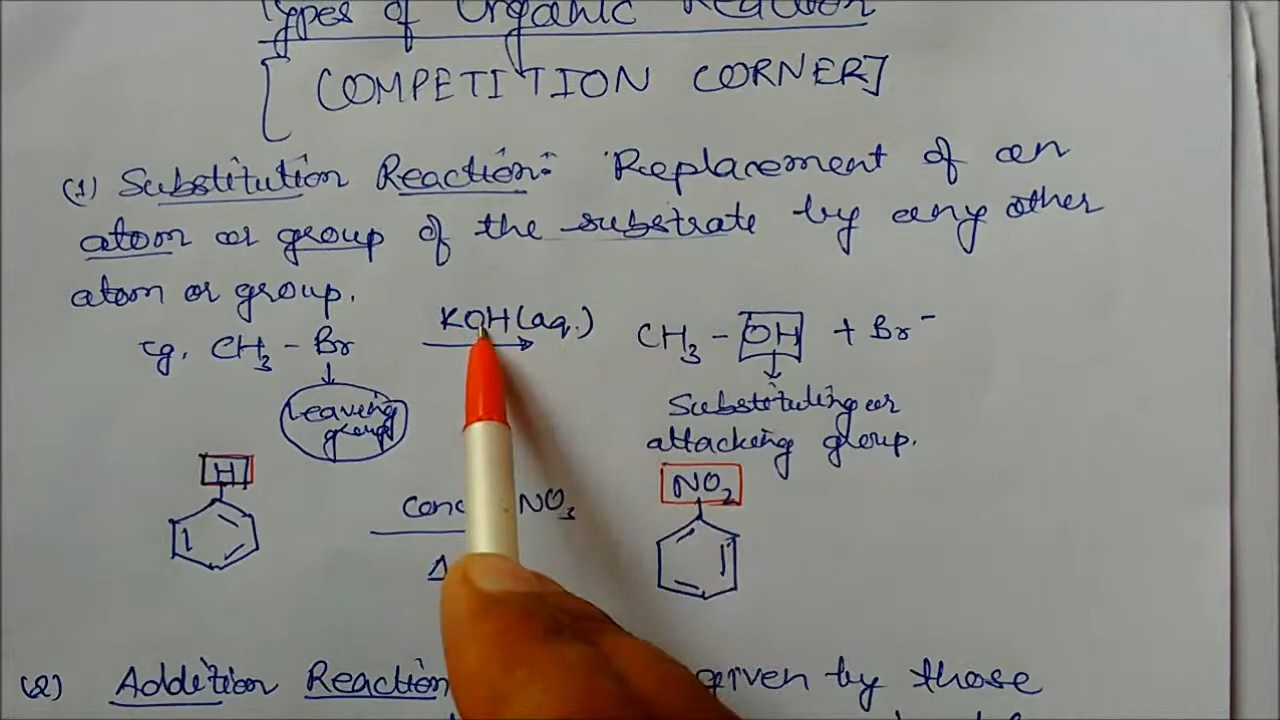 Types of Organic Reaction
[COMPETITION CORNER]
(1) Substitution Reaction: Replacement of an
atom or group of the substrate by any other
atom or group.
eg. CH3 - Br KOH(aq.) CH3 - OH + Br-
Leaving
group
Substituting or
attacking group.
H
NO2
Conc NO3
Δ
(2) Addition Reaction given by those